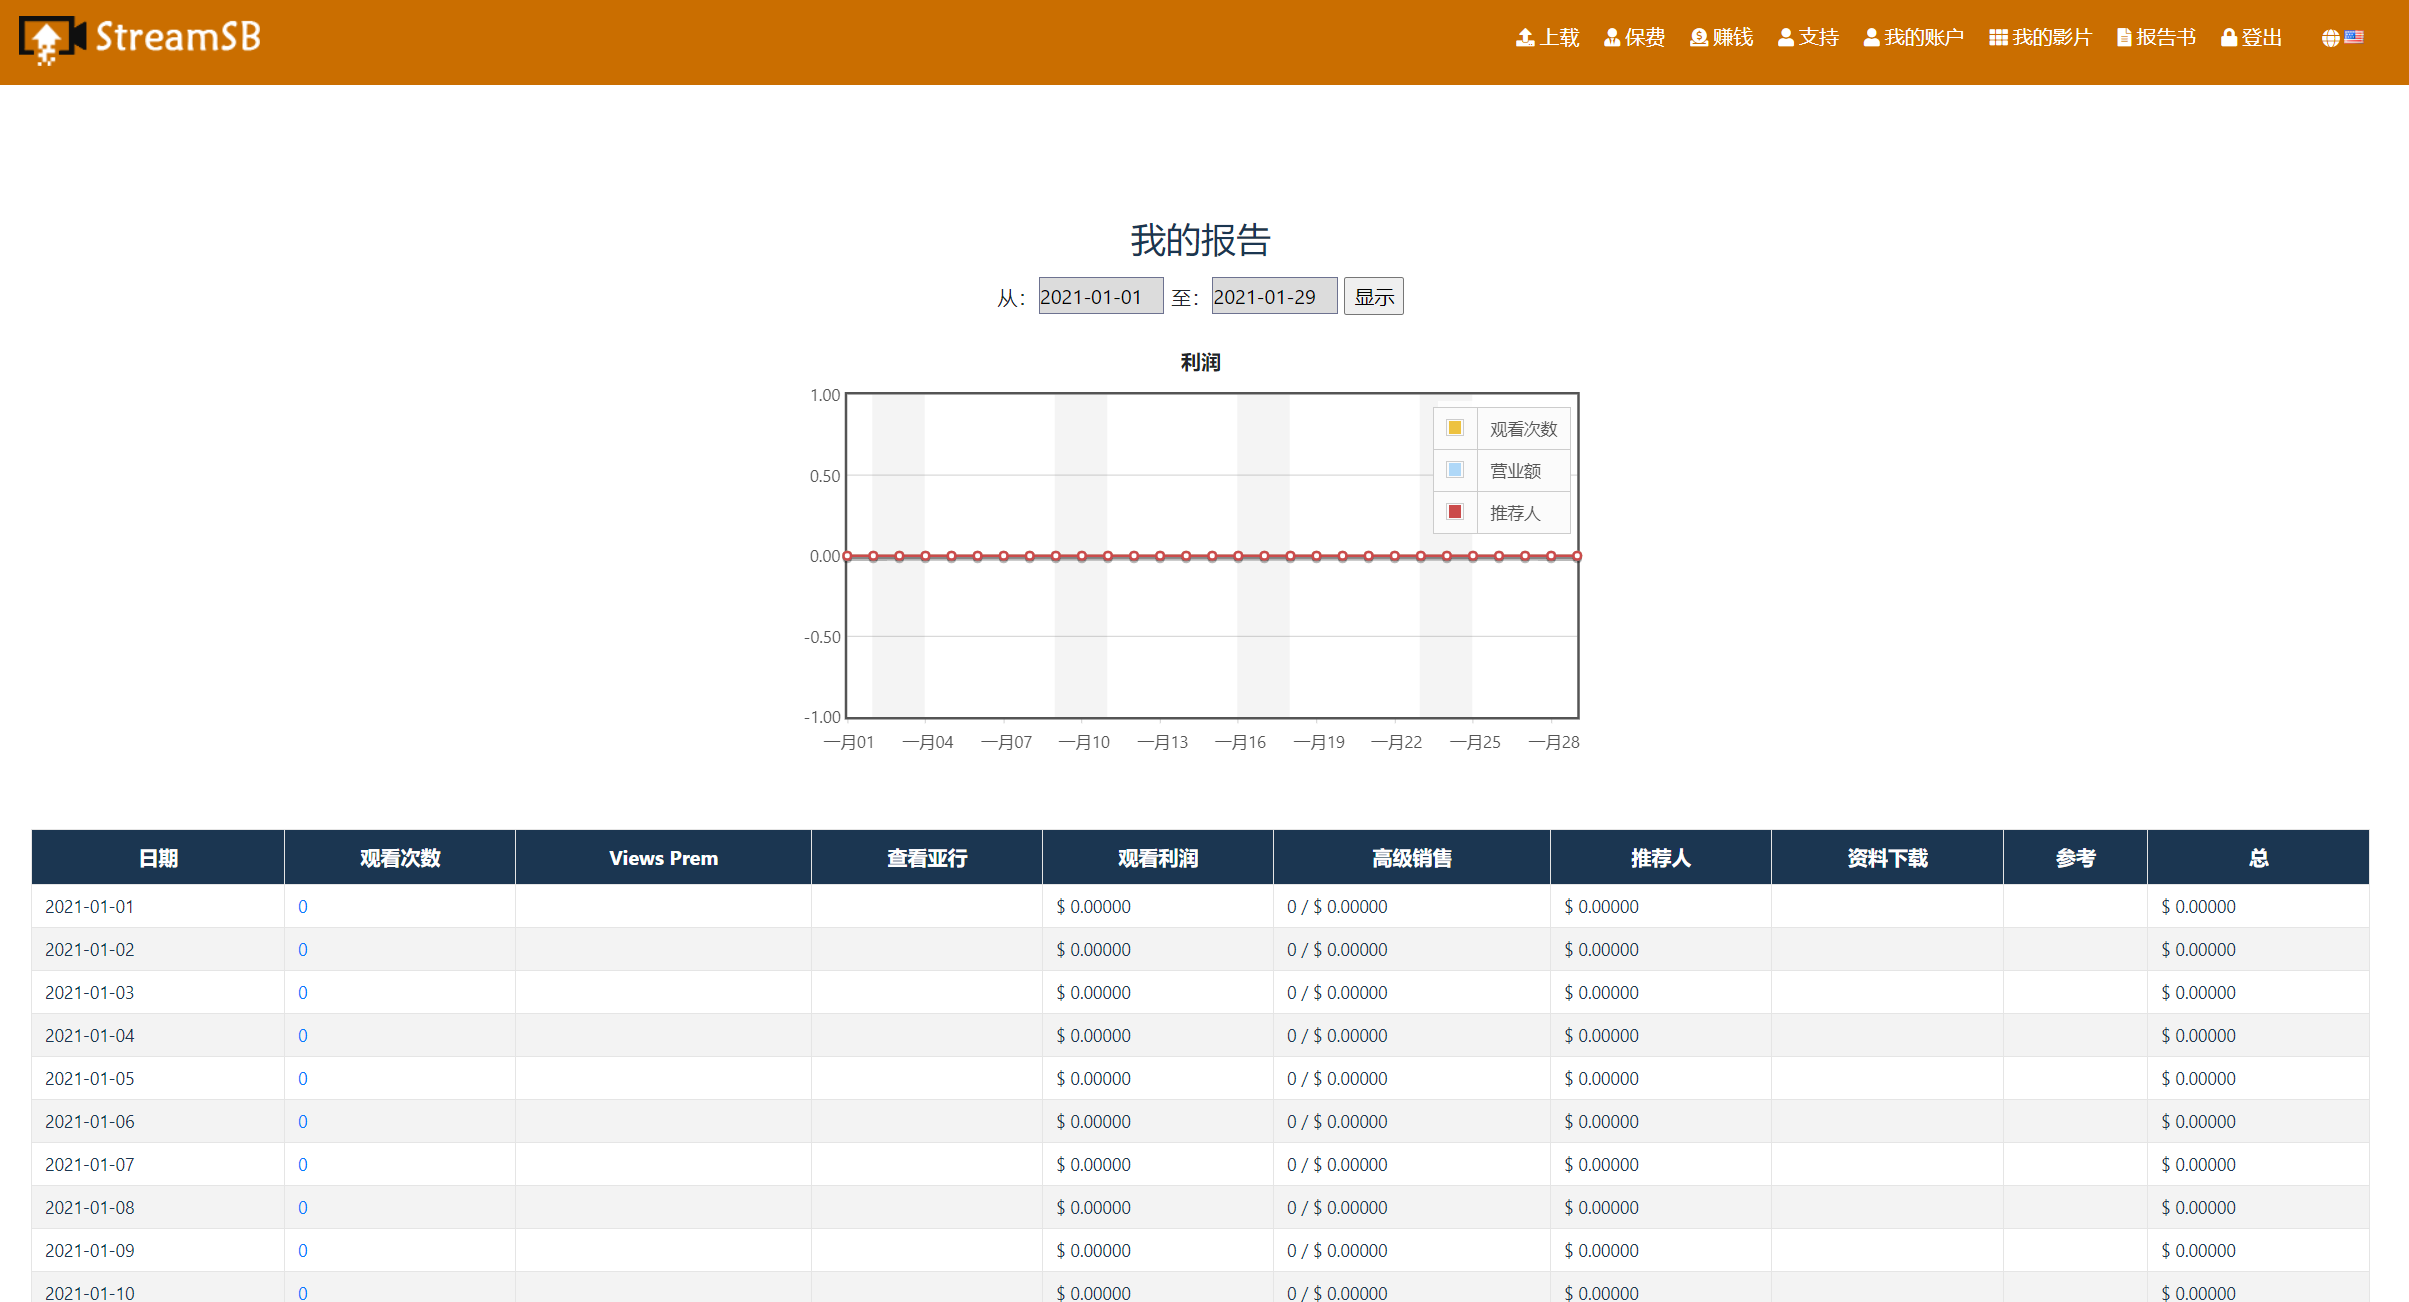 StreamSB
上载 保费 赚钱 支持 我的账户 我的影片 报告书 登出
我的报告
从： 2021-01-01 至： 2021-01-29 显示
利润
1.00
0.50
0.00
-0.50
-1.00
观看次数
营业额
推荐人
一月01 一月04 一月07 一月10 一月13 一月16 一月19 一月22 一月25 一月28
日期 观看次数 Views Prem 查看亚行 观看利润 高级销售 推荐人 资料下载 参考 总
2021-01-01 0 $ 0.00000 0 / $ 0.00000 $ 0.00000 $ 0.00000
2021-01-02 0 $ 0.00000 0 / $ 0.00000 $ 0.00000 $ 0.00000
2021-01-03 0 $ 0.00000 0 / $ 0.00000 $ 0.00000 $ 0.00000
2021-01-04 0 $ 0.00000 0 / $ 0.00000 $ 0.00000 $ 0.00000
2021-01-05 0 $ 0.00000 0 / $ 0.00000 $ 0.00000 $ 0.00000
2021-01-06 0 $ 0.00000 0 / $ 0.00000 $ 0.00000 $ 0.00000
2021-01-07 0 $ 0.00000 0 / $ 0.00000 $ 0.00000 $ 0.00000
2021-01-08 0 $ 0.00000 0 / $ 0.00000 $ 0.00000 $ 0.00000
2021-01-09 0 $ 0.00000 0 / $ 0.00000 $ 0.00000 $ 0.00000
2021-01-10 0 $ 0.00000 0 / $ 0.00000 $ 0.00000 $ 0.00000